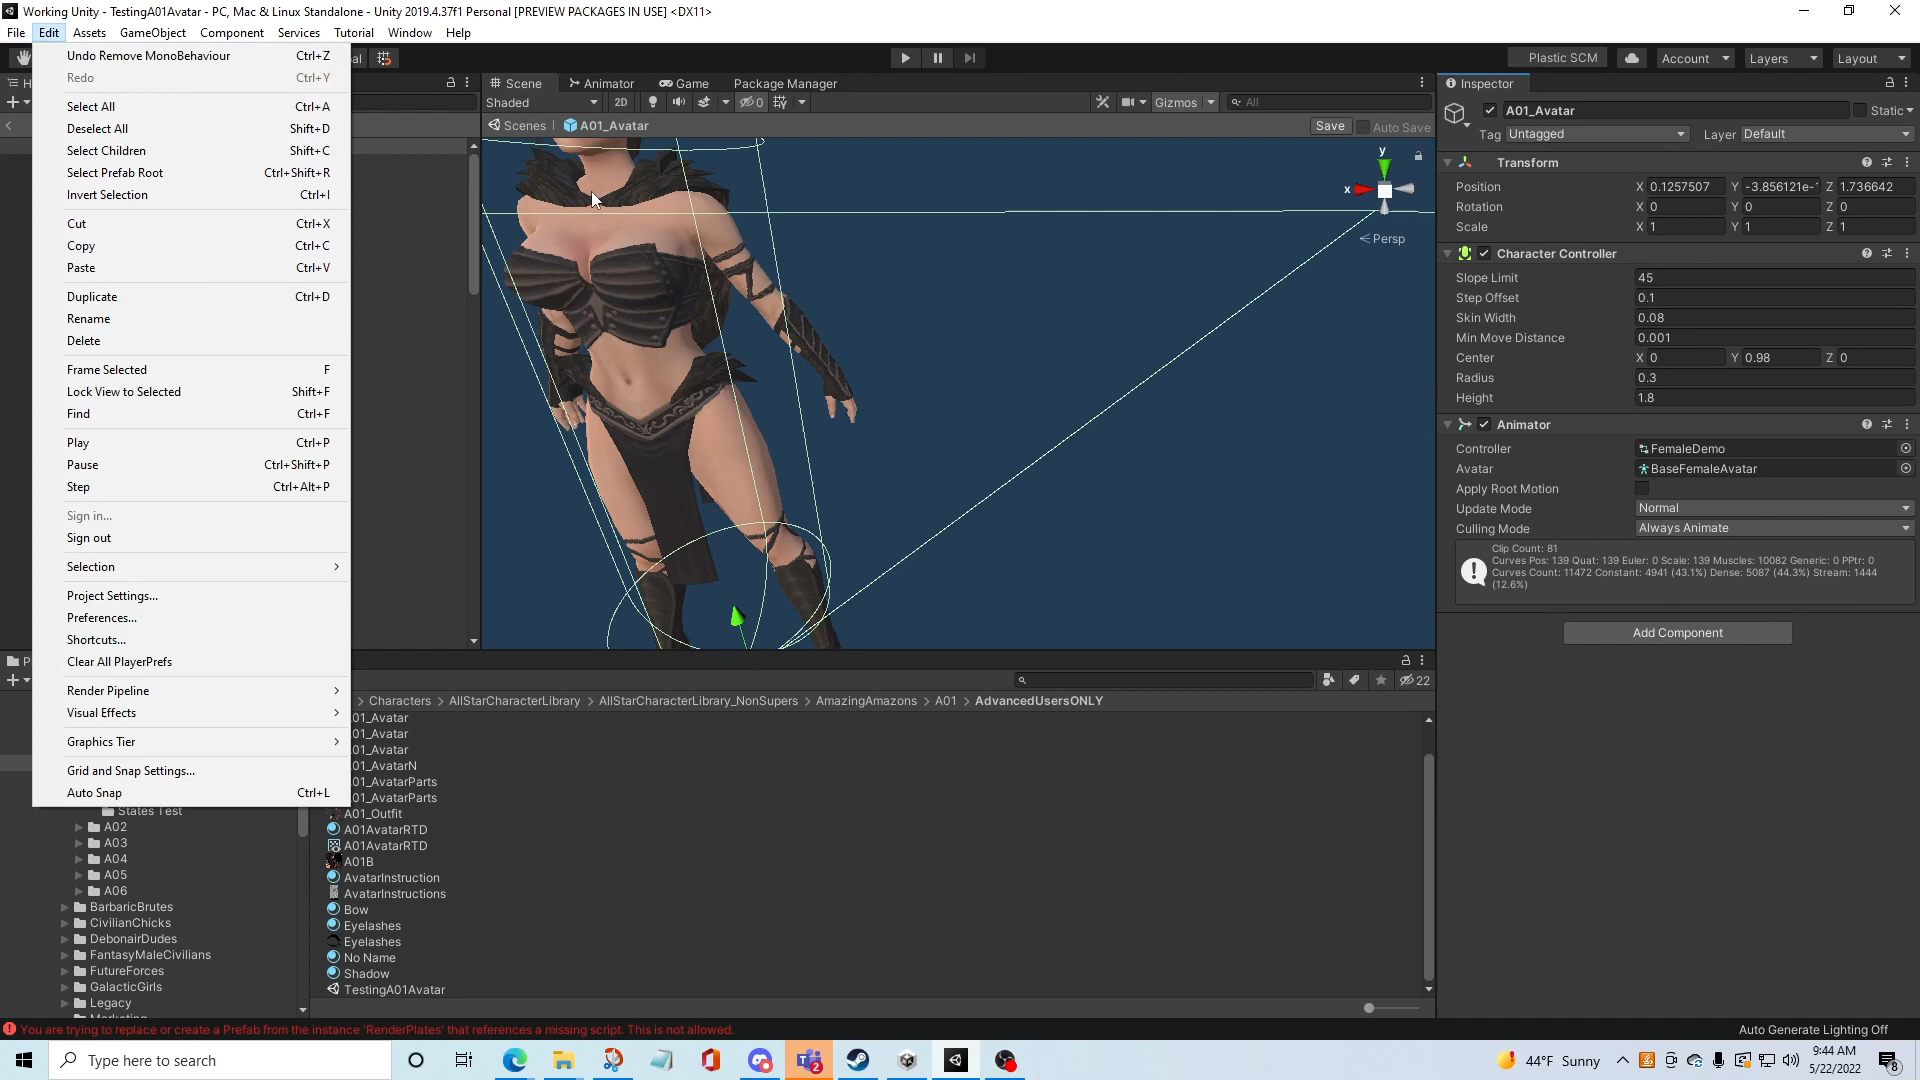 Working Unity - TestingA01Avatar - PC, Mac & Linux Standalone - Unity 2019.4.37f1 Personal [PREVIEW PACKAGES IN USE] <DX11>
File Edit Assets GameObject Component Services Tutorial Window Help
Plastic SCM Account Layers Layout
Undo Remove MonoBehaviour Ctrl+Z
Redo Ctrl+Y
Select All Ctrl+A
Deselect All Shift+D
Select Children Shift+C
Select Prefab Root Ctrl+Shift+R
Invert Selection Ctrl+I
Cut Ctrl+X
Copy Ctrl+C
Paste Ctrl+V
Duplicate Ctrl+D
Rename
Delete
Frame Selected F
Lock View to Selected Shift+F
Find Ctrl+F
Play Ctrl+P
Pause Ctrl+Shift+P
Step Ctrl+Alt+P
Sign in...
Sign out
Selection
Project Settings...
Preferences...
Shortcuts...
Clear All PlayerPrefs
Render Pipeline
Visual Effects
Graphics Tier
Grid and Snap Settings...
Auto Snap Ctrl+L
Scene Animator Game Package Manager
Shaded 2D 0 Gizmos All
Scenes A01_Avatar Save Auto Save
y
x
Persp
Inspector
A01_Avatar Static
Tag Untagged Layer Default
Transform
Position X 0.1257507 Y -3.856121e- Z 1.736642
Rotation X 0 Y 0 Z 0
Scale X 1 Y 1 Z 1
Character Controller
Slope Limit 45
Step Offset 0.1
Skin Width 0.08
Min Move Distance 0.001
Center X 0 Y 0.98 Z 0
Radius 0.3
Height 1.8
Animator
Controller FemaleDemo
Avatar BaseFemaleAvatar
Apply Root Motion
Update Mode Normal
Culling Mode Always Animate
Clip Count: 81
Curves Pos: 139 Quat: 139 Euler: 0 Scale: 139 Muscles: 10082 Generic: 0 PPtr: 0
Curves Count: 11472 Constant: 4941 (43.1%) Dense: 5087 (44.3%) Stream: 1444
(12.6%)
Add Component
22
Characters > AllStarCharacterLibrary > AllStarCharacterLibrary_NonSupers > AmazingAmazons > A01 > AdvancedUsersONLY
01_Avatar
01_Avatar
01_Avatar
01_AvatarN
01_AvatarParts
01_AvatarParts
A01_Outfit
A01AvatarRTD
A01AvatarRTD
A01B
AvatarInstruction
AvatarInstructions
Bow
Eyelashes
Eyelashes
No Name
Shadow
TestingA01Avatar
States Test
A02
A03
A04
A05
A06
BarbaricBrutes
CivilianChicks
DebonairDudes
FantasyMaleCivilians
FutureForces
GalacticGirls
Legacy
You are trying to replace or create a Prefab from the instance 'RenderPlates' that references a missing script. This is not allowed.
Auto Generate Lighting Off
Type here to search
2
44°F Sunny
9:44 AM
5/22/2022
8